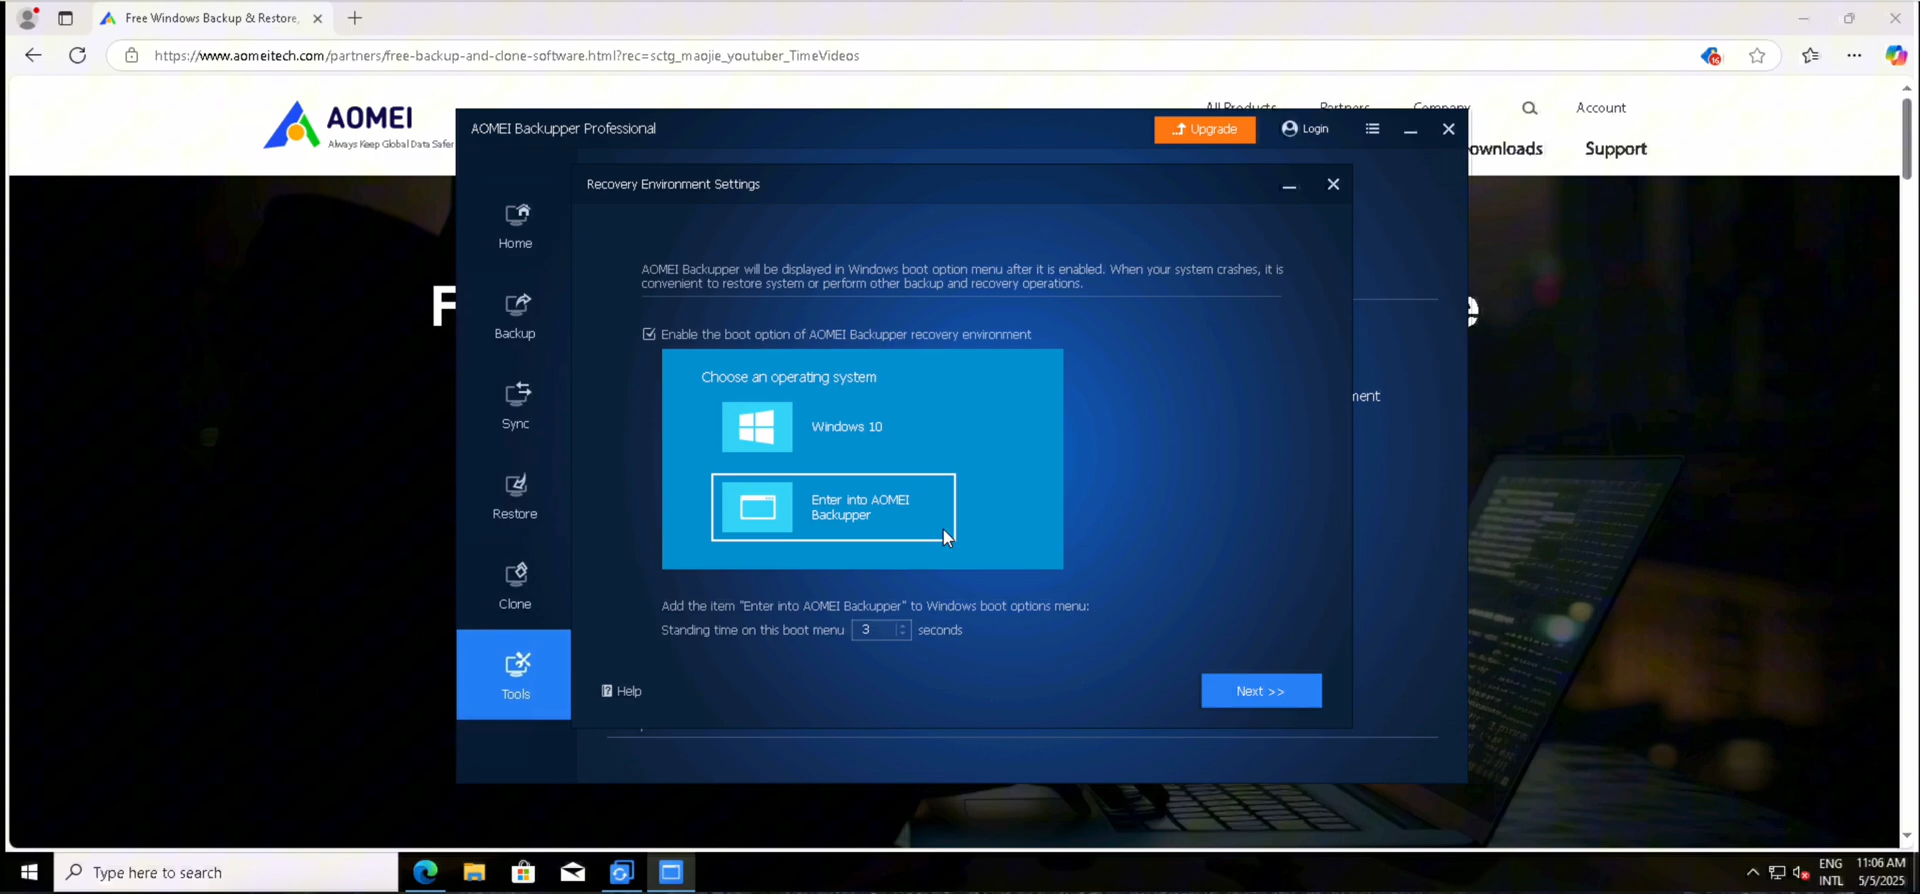 Free Windows Backup & Restore,
https://www.aomeitech.com/partners/free-backup-and-clone-software.html?rec=sctg_maojie_youtuber_TimeVideos
16
AOMEI
Always Keep Global Data Safer
All Products
Partners
Company
Account
ownloads
Support
F
e
AOMEI Backupper Professional
Upgrade
Login
Recovery Environment Settings
Home
Backup
Sync
Restore
Clone
Tools
AOMEI Backupper will be displayed in Windows boot option menu after it is enabled. When your system crashes, it is
convenient to restore system or perform other backup and recovery operations.
Enable the boot option of AOMEI Backupper recovery environment
Choose an operating system
Windows 10
Enter into AOMEI
Backupper
ment
Add the item "Enter into AOMEI Backupper" to Windows boot options menu:
Standing time on this boot menu 3 seconds
Help
Next >>
Type here to search
ENG
INTL
11:06 AM
5/5/2025